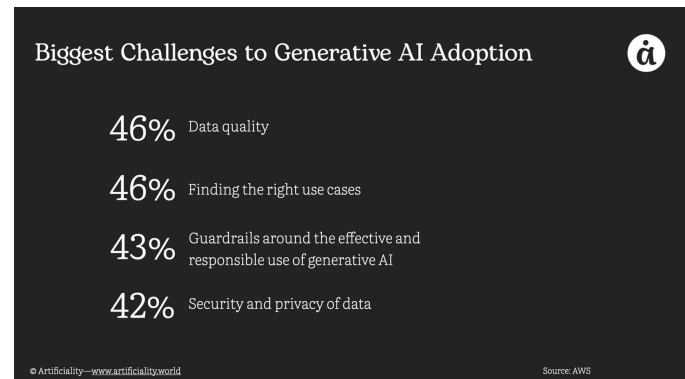 Biggest Challenges to Generative AI Adoption
ai
46% Data quality
46% Finding the right use cases
43% Guardrails around the effective and
responsible use of generative AI
42% Security and privacy of data
© Artificiality—www.artificiality.world
Source: AWS